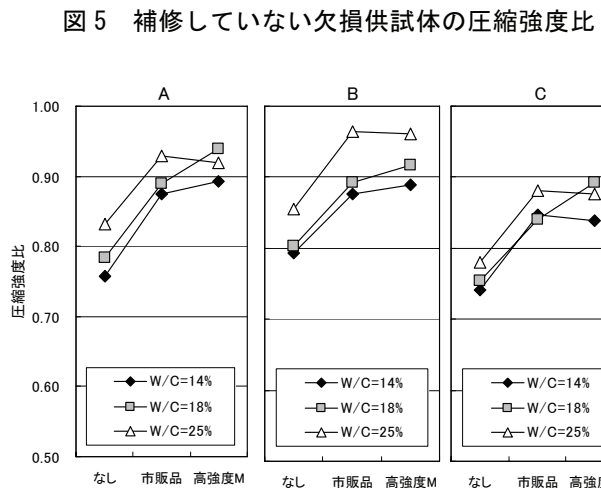 図5 補修していない欠損供試体の圧縮強度比
A B C
1.00
0.90
0.80
0.70
0.60
0.50
圧縮強度比
W/C=14% W/C=14% W/C=14%
W/C=18% W/C=18% W/C=18%
W/C=25% W/C=25% W/C=25%
なし 市販品 高強度M なし 市販品 高強度M なし 市販品 高強度